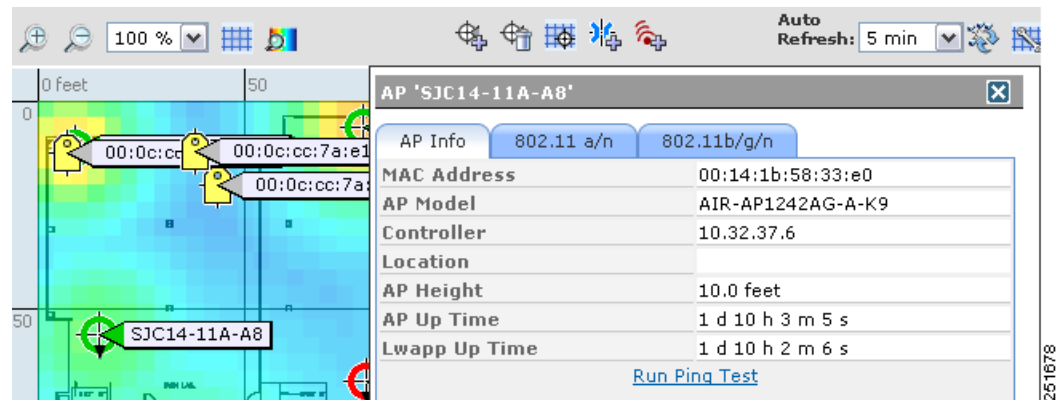 100 %
Auto
Refresh: 5 min
0 feet
50
0
AP 'SJC14-11A-A8'
AP Info
802.11 a/n
802.11b/g/n
00:0c:cc
00:0c:cc:7a:e1
00:0c:cc:7a:
MAC Address 00:14:1b:58:33:e0
AP Model AIR-AP1242AG-A-K9
Controller 10.32.37.6
Location
AP Height 10.0 feet
AP Up Time 1 d 10 h 3 m 5 s
Lwapp Up Time 1 d 10 h 2 m 6 s
Run Ping Test
50
SJC14-11A-A8
251678